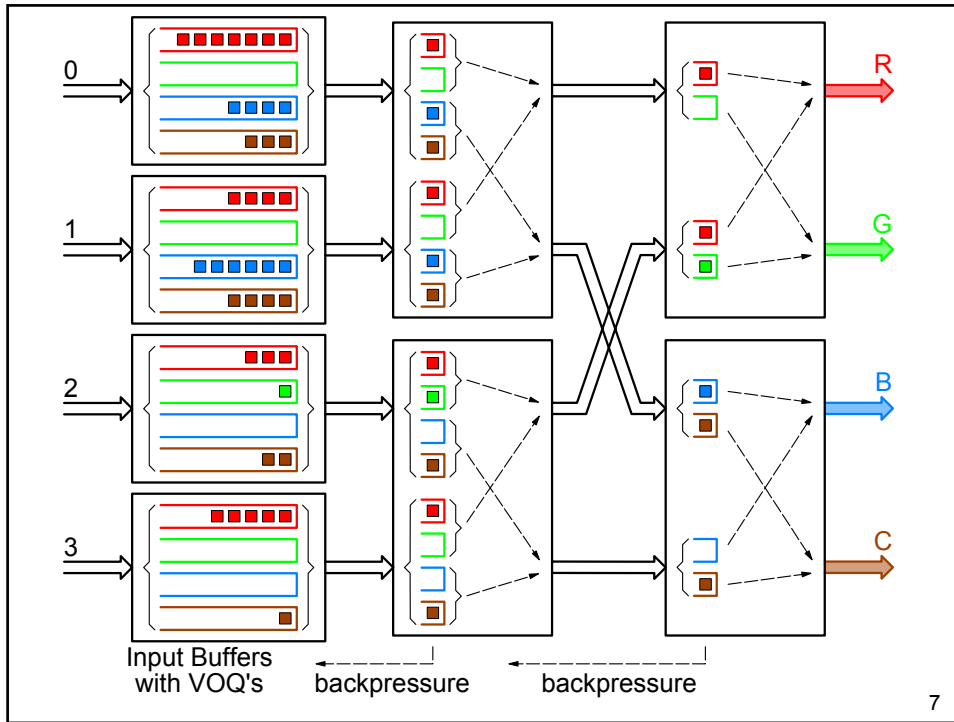 0
R
1
G
2
B
3
C
Input Buffers
with VOQ's
backpressure
backpressure
7